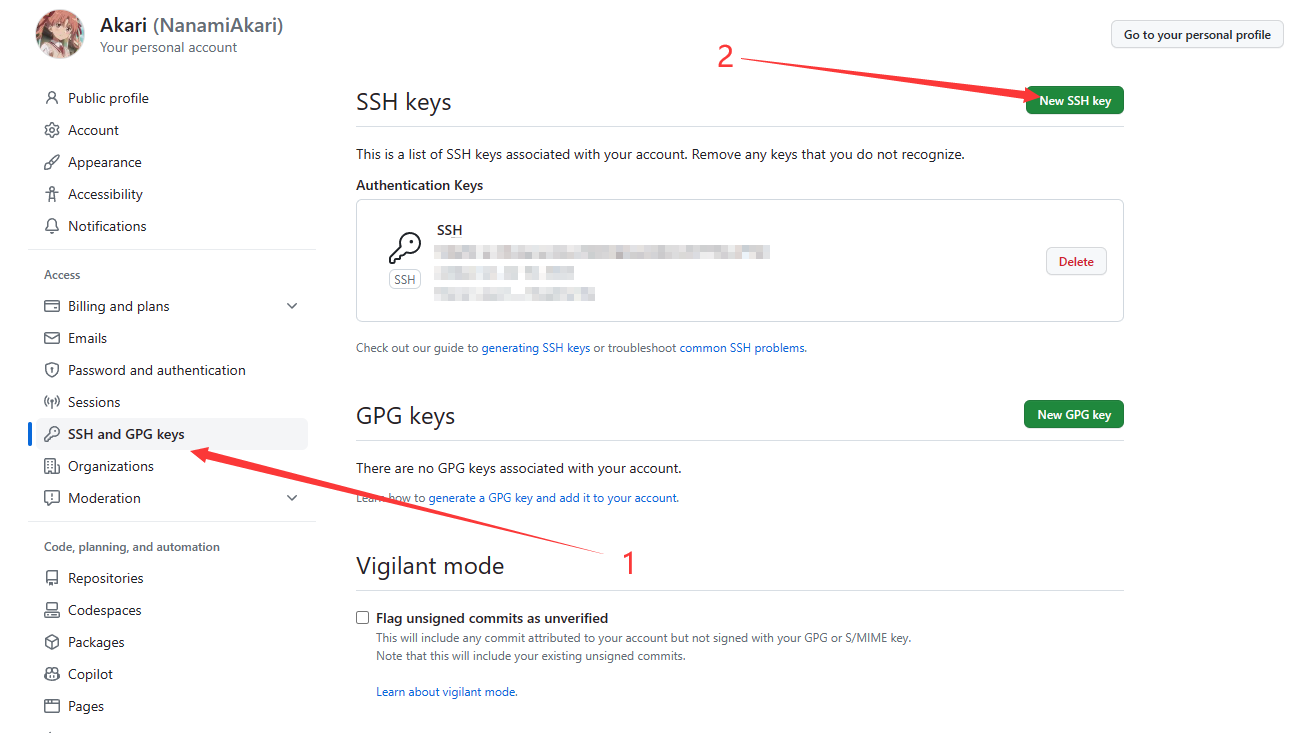 Akari (NanamiAkari)
Your personal account
Go to your personal profile
Public profile
Account
Appearance
Accessibility
Notifications
Access
Billing and plans
Emails
Password and authentication
Sessions
SSH and GPG keys
Organizations
Moderation
Code, planning, and automation
Repositories
Codespaces
Packages
Copilot
Pages
2
SSH keys
New SSH key
This is a list of SSH keys associated with your account. Remove any keys that you do not recognize.
Authentication Keys
SSH
SSH
Delete
Check out our guide to generating SSH keys or troubleshoot common SSH problems.
GPG keys
New GPG key
There are no GPG keys associated with your account.
Learn how to generate a GPG key and add it to your account.
1
Vigilant mode
Flag unsigned commits as unverified
This will include any commit attributed to your account but not signed with your GPG or S/MIME key.
Note that this will include your existing unsigned commits.
Learn about vigilant mode.